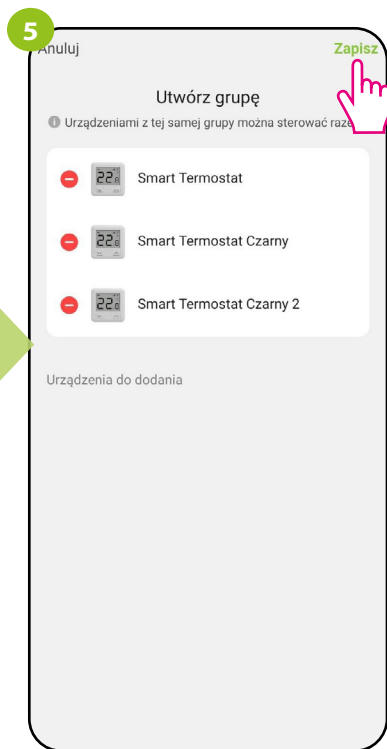 5
Anuluj
Zapisz
Utwórz grupę
Urządzeniami z tej samej grupy można sterować
Smart Termostat
Smart Termostat Czarny
Smart Termostat Czarny 2
Urządzenia do dodania